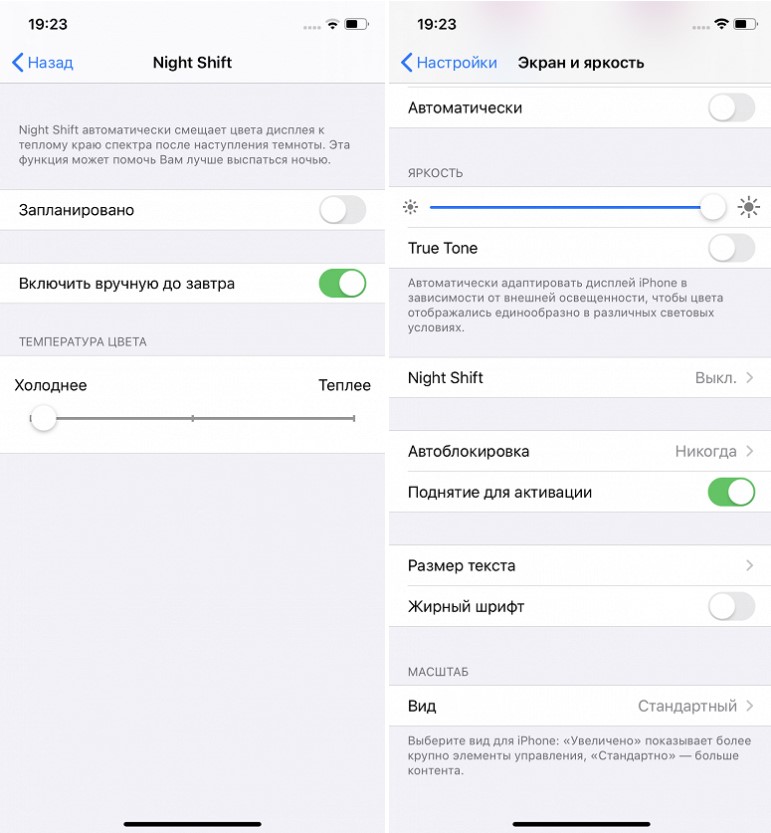 19:23
Назад
Night Shift
Night Shift автоматически смещает цвета дисплея к
теплому краю спектра после наступления темноты. Эта
функция может помочь Вам лучше выспаться ночью.
Запланировано
Включить вручную до завтра
ТЕМПЕРАТУРА ЦВЕТА
Холоднее
Теплее
19:23
Настройки
Экран и яркость
Автоматически
ЯРКОСТЬ
True Tone
Автоматически адаптировать дисплей iPhone в
зависимости от внешней освещенности, чтобы цвета
отображались единообразно в различных световых
условиях.
Night Shift
Выкл.
Автоблокировка
Никогда
Поднятие для активации
Размер текста
Жирный шрифт
МАСШТАБ
Вид
Стандартный
Выберите вид для iPhone: «Увеличено» показывает более
крупно элементы управления, «Стандартно» — больше
контента.